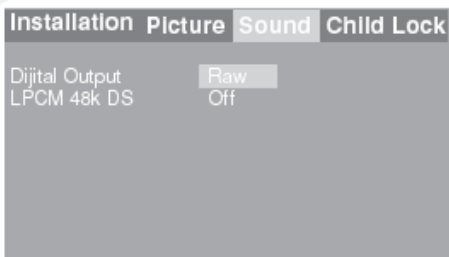 Installation Picture Sound Child Lock
Dijital Output Raw
LPCM 48k DS Off